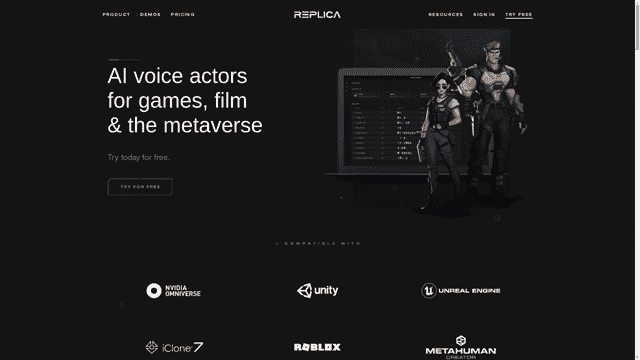 PRODUCT DEMOS PRICING
REPLICA
RESOURCES SIGN IN TRY FREE
AI voice actors
for games, film
& the metaverse
Try today for free.
TRY FOR FREE
/ COMPATIBLE WITH
NVIDIA
OMNIVERSE
unity
UNREAL ENGINE
iClone 7
ROBLOX
METAHUMAN
CREATOR